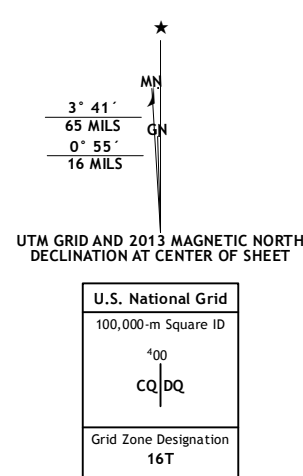 ★
MN
3° 41´
65 MILS
GN
0° 55´
16 MILS
UTM GRID AND 2013 MAGNETIC NORTH
DECLINATION AT CENTER OF SHEET
U.S. National Grid
100,000-m Square ID
⁴00
CQ DQ
Grid Zone Designation
16T